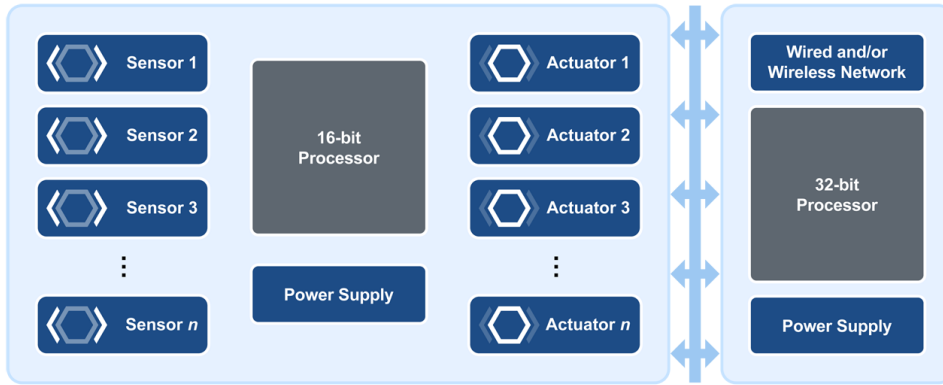 Sensor 1
Sensor 2
Sensor 3
⋮
Sensor n
16-bit
Processor
Power Supply
Actuator 1
Actuator 2
Actuator 3
⋮
Actuator n
Wired and/or
Wireless Network
32-bit
Processor
Power Supply